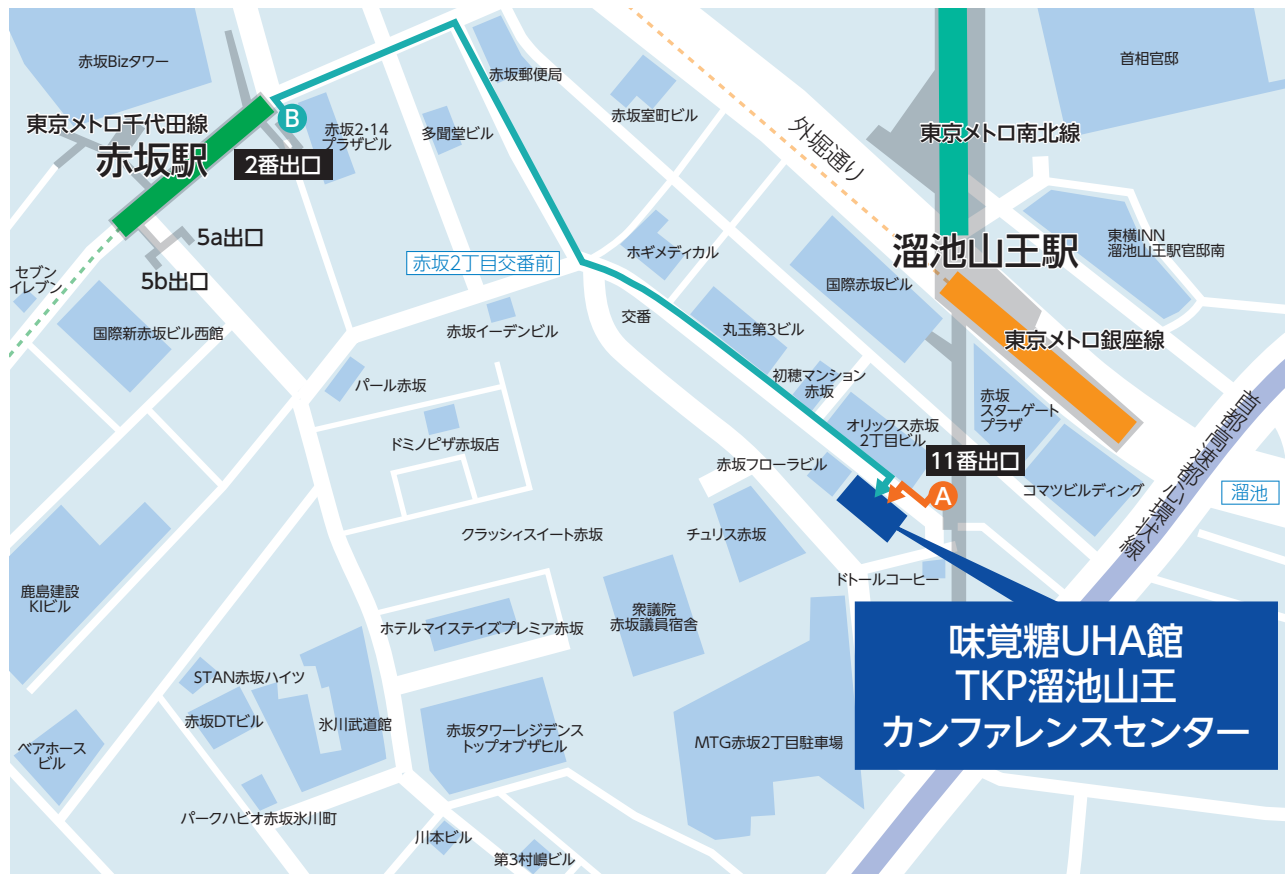 赤坂Bizタワー
東京メトロ千代田線
赤坂駅
B
2番出口
赤坂2・14
プラザビル
多聞堂ビル
赤坂郵便局
赤坂室町ビル
外堀通り
東京メトロ南北線
首相官邸
溜池山王駅
東横INN
溜池山王駅官邸南
5a出口
5b出口
セブン
イレブン
国際新赤坂ビル西館
赤坂2丁目交番前
ホギメディカル
国際赤坂ビル
東京メトロ銀座線
赤坂イーデンビル
交番
丸玉第3ビル
初穂マンション
赤坂
パール赤坂
ドミノピザ赤坂店
オリックス赤坂
2丁目ビル
赤坂
スターゲート
プラザ
首都高速都心環状線
11番出口
A
赤坂フローラビル
コマツビルディング
溜池
クラッシィスイート赤坂
チュリス赤坂
ドトールコーヒー
鹿島建設
KIビル
ホテルマイステイズプレミア赤坂
衆議院
赤坂議員宿舎
味覚糖UHA館
TKP溜池山王
カンファレンスセンター
STAN赤坂ハイツ
赤坂DTビル
氷川武道館
赤坂タワーレジデンス
トップオブザヒル
MTG赤坂2丁目駐車場
ベアホース
ビル
パークハビオ赤坂氷川町
川本ビル
第3村嶋ビル